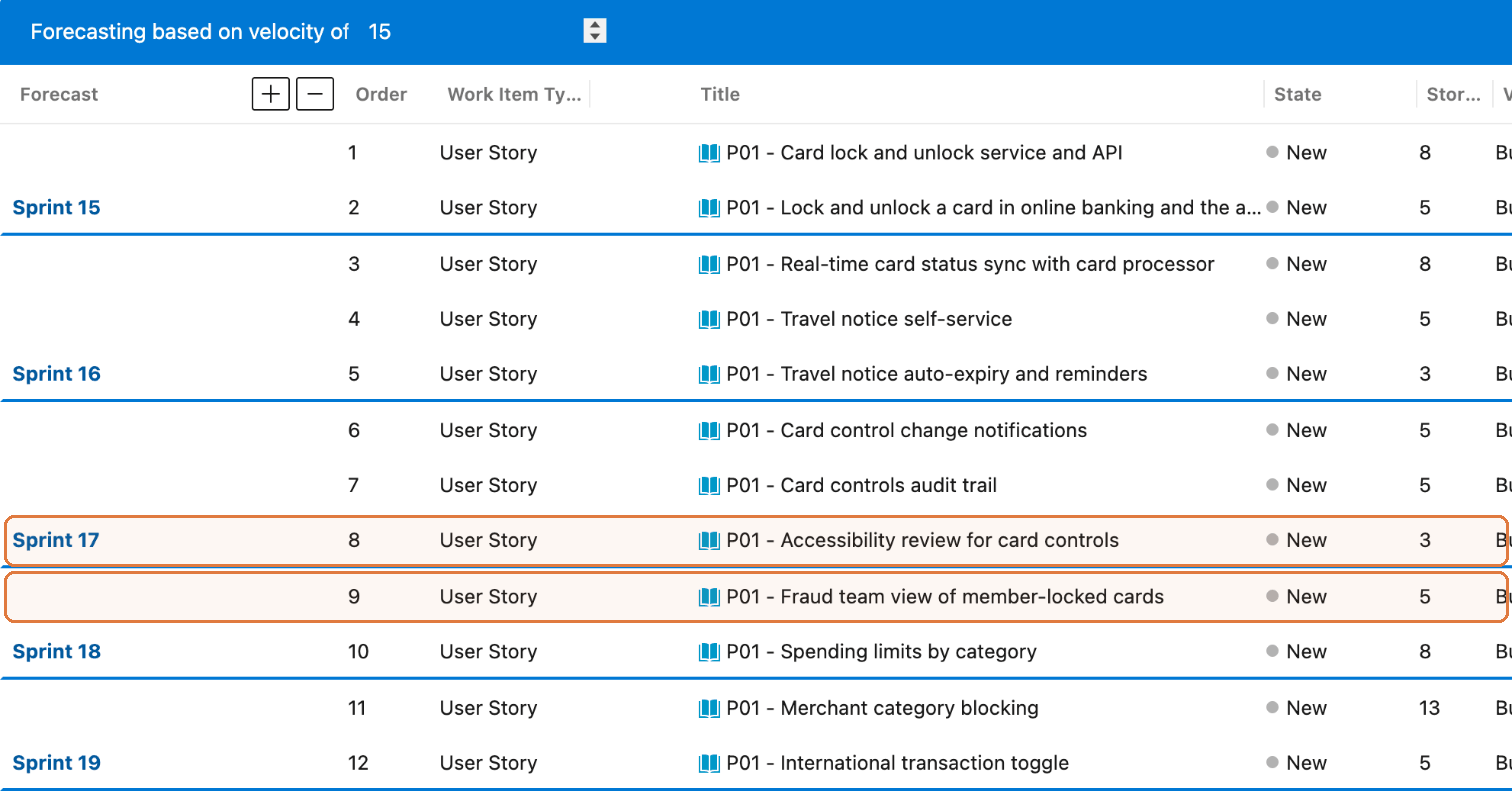 Forecasting based on velocity of 15
Forecast + − Order Work Item Ty... Title State Stor...
1 User Story P01 - Card lock and unlock service and API New 8
Sprint 15 2 User Story P01 - Lock and unlock a card in online banking and the a... New 5
3 User Story P01 - Real-time card status sync with card processor New 8
4 User Story P01 - Travel notice self-service New 5
Sprint 16 5 User Story P01 - Travel notice auto-expiry and reminders New 3
6 User Story P01 - Card control change notifications New 5
7 User Story P01 - Card controls audit trail New 5
Sprint 17 8 User Story P01 - Accessibility review for card controls New 3
9 User Story P01 - Fraud team view of member-locked cards New 5
Sprint 18 10 User Story P01 - Spending limits by category New 8
11 User Story P01 - Merchant category blocking New 13
Sprint 19 12 User Story P01 - International transaction toggle New 5